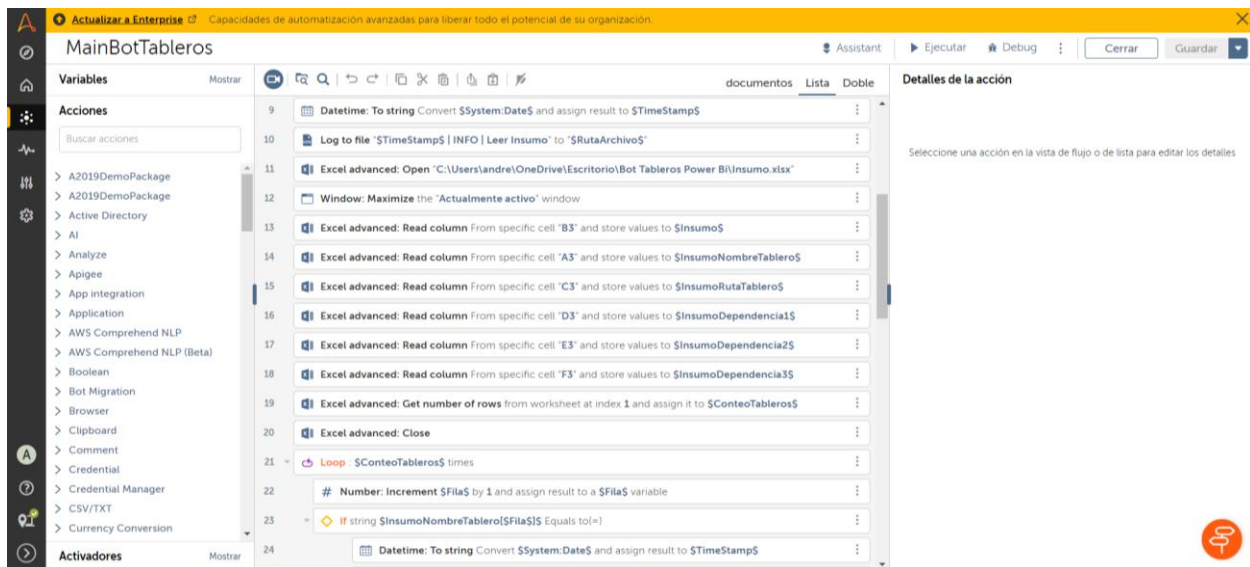 Actualizar a Enterprise Capacidades de automatización avanzadas para liberar todo el potencial de su organización.
MainBotTableros
Assistant Ejecutar Debug Cerrar Guardar
Variables Mostrar
Acciones
Buscar acciones
A2019DemoPackage
A2019DemoPackage
Active Directory
AI
Analyze
Apigee
App integration
Application
AWS Comprehend NLP
AWS Comprehend NLP (Beta)
Boolean
Bot Migration
Browser
Clipboard
Comment
Credential
Credential Manager
CSV/TXT
Currency Conversion
Activadores Mostrar
A
documentos Lista Doble
9 Datetime: To string Convert $System:Date$ and assign result to $TimeStamp$
10 Log to file "$TimeStamp$ | INFO | Leer Insumo" to "$RutaArchivo$"
11 Excel advanced: Open "C:\Users\andre\OneDrive\Escritorio\Bot Tableros Power Bi\Insumo.xlsx"
12 Window: Maximize the "Actualmente activo" window
13 Excel advanced: Read column From specific cell "B3" and store values to $Insumo$
14 Excel advanced: Read column From specific cell "A3" and store values to $InsumoNombreTablero$
15 Excel advanced: Read column From specific cell "C3" and store values to $InsumoRutaTablero$
16 Excel advanced: Read column From specific cell "D3" and store values to $InsumoDependencia1$
17 Excel advanced: Read column From specific cell "E3" and store values to $InsumoDependencia2$
18 Excel advanced: Read column From specific cell "F3" and store values to $InsumoDependencia3$
19 Excel advanced: Get number of rows from worksheet at index 1 and assign it to $ConteoTableros$
20 Excel advanced: Close
21 Loop : $ConteoTableros$ times
22 # Number: Increment $Fila$ by 1 and assign result to a $Fila$ variable
23 If string $InsumoNombreTablero[$Fila$]$ Equals to(=)
24 Datetime: To string Convert $System:Date$ and assign result to $TimeStamp$
Detalles de la acción
Seleccione una acción en la vista de flujo o de lista para editar los detalles